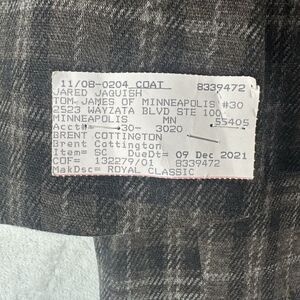 11/08-0204 COAT 8339472
JARED JAQUISH
TOM JAMES OF MINNEAPOLIS #30
2523 WAYZATA BLVD STE 100
MINNEAPOLIS MN 55405
Acct# 30- 3020
BRENT COTTINGTON
Brent Cottington
Item= SC DueDt= 09 Dec 2021
COF= 132279/01 8339472
MakDsc= ROYAL CLASSIC